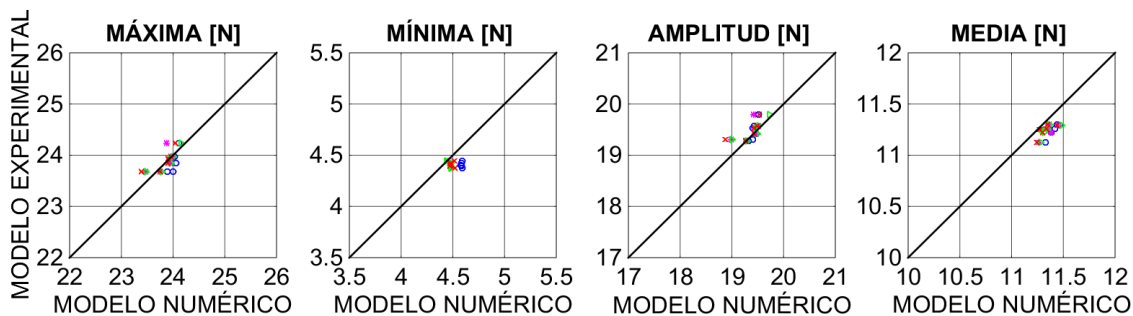 MÁXIMA [N]
MÍNIMA [N]
AMPLITUD [N]
MEDIA [N]
MODELO EXPERIMENTAL
26
25
24
23
22
22 23 24 25 26
MODELO NUMÉRICO
5.5
5
4.5
4
3.5
3.5 4 4.5 5 5.5
MODELO NUMÉRICO
21
20
19
18
17
17 18 19 20 21
MODELO NUMÉRICO
12
11.5
11
10.5
10
10 10.5 11 11.5 12
MODELO NUMÉRICO